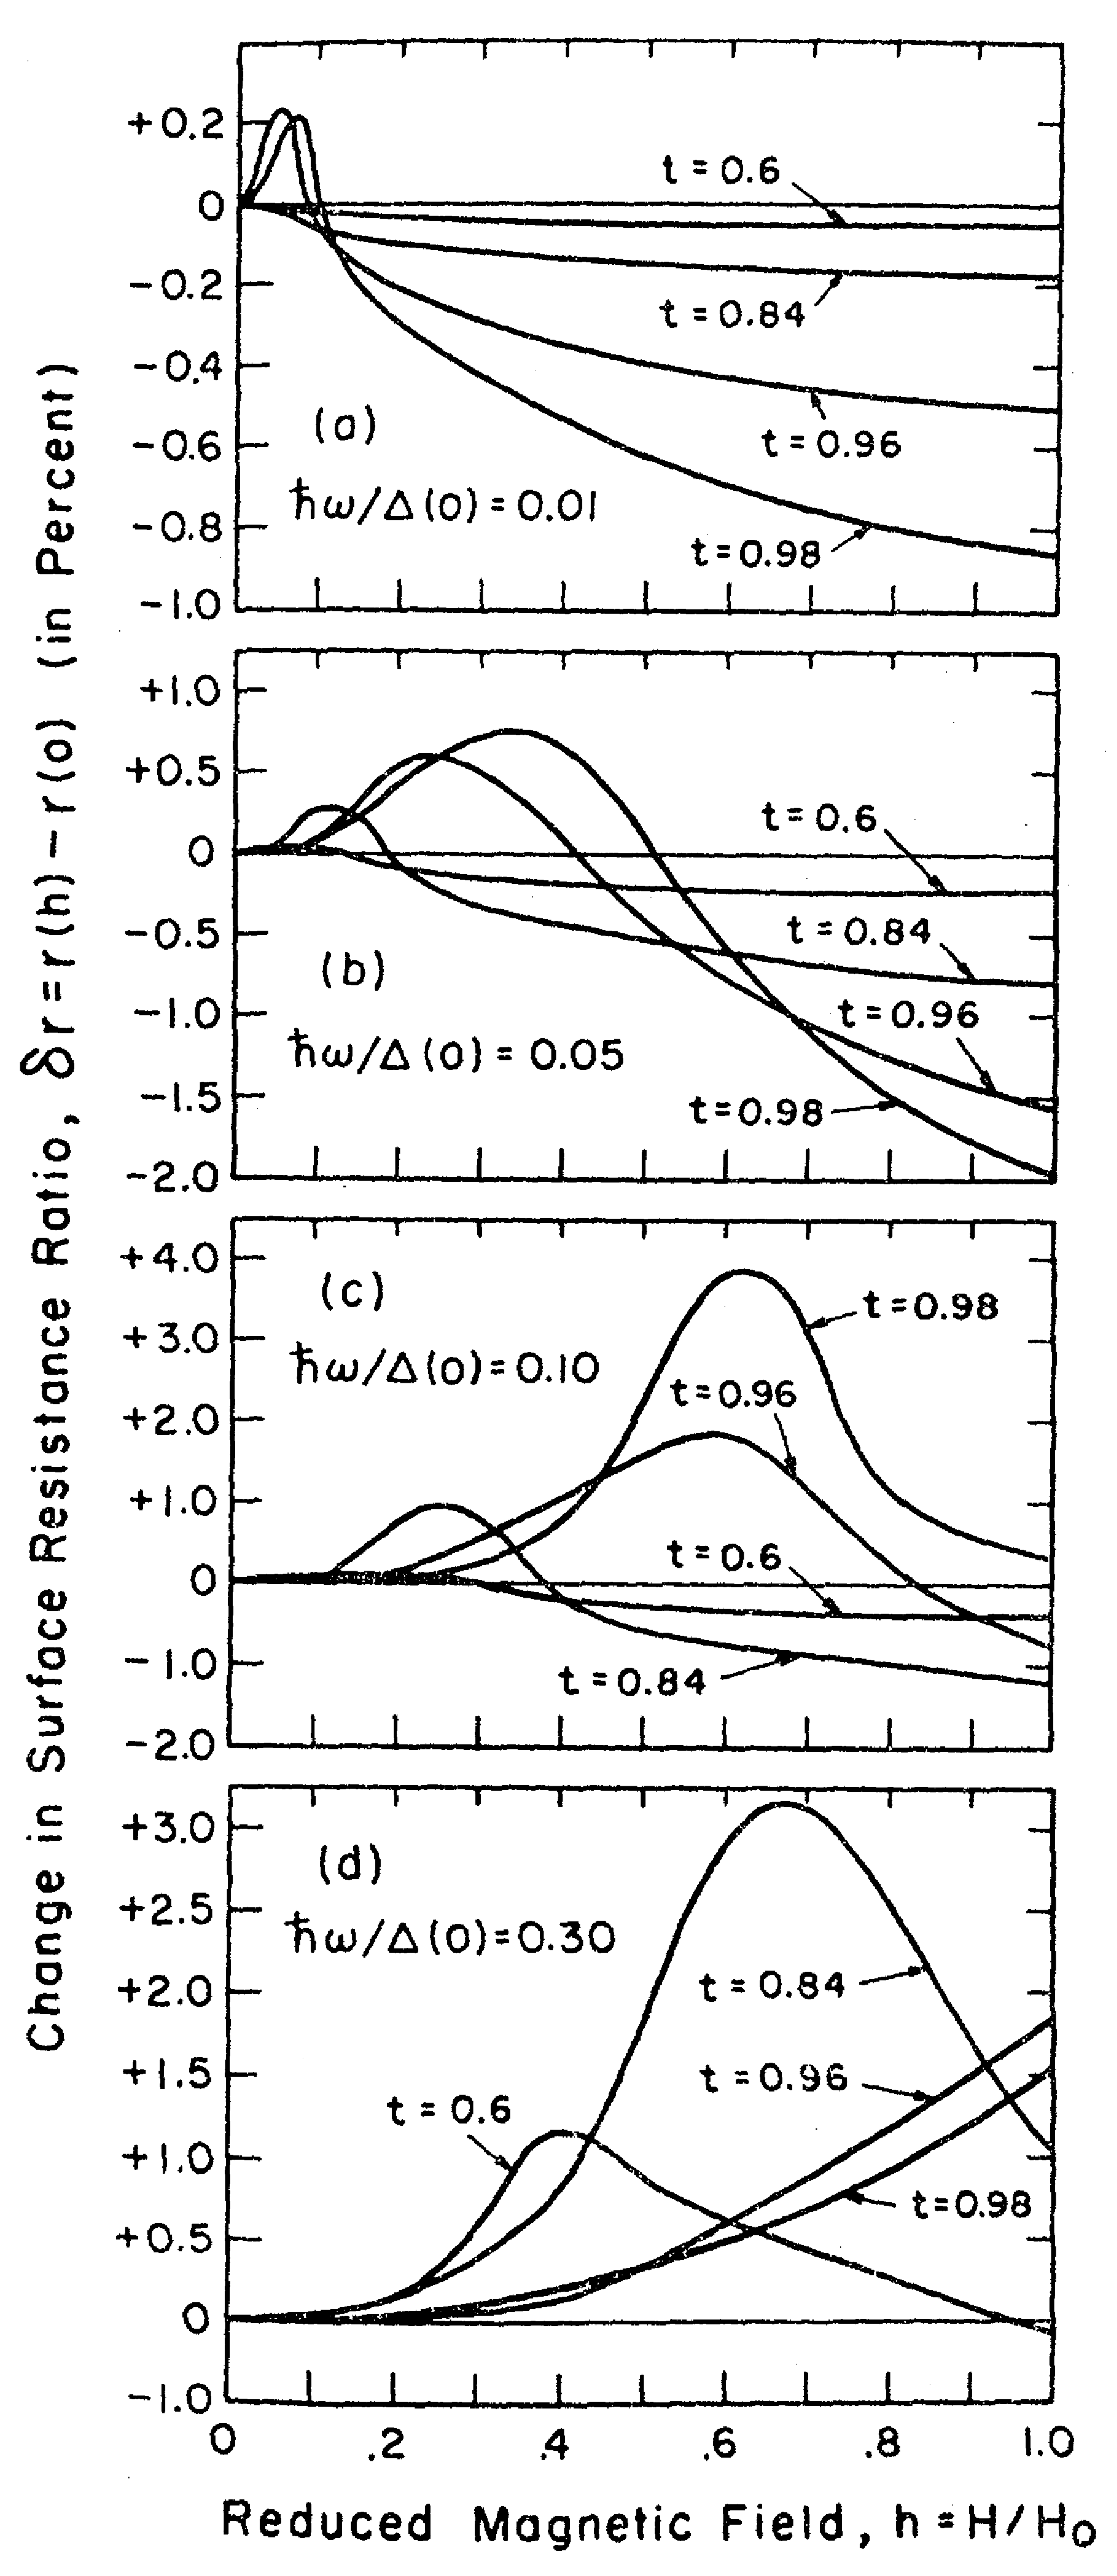 Change in Surface Resistance Ratio, δr = r(h) − r(o) (in Percent)
+0.2
0
−0.2
−0.4
−0.6
−0.8
−1.0
t = 0.6
t = 0.84
t = 0.96
t = 0.98
(a)
ħω/Δ(o) = 0.01
+1.0
+0.5
0
−0.5
−1.0
−1.5
−2.0
t = 0.6
t = 0.84
t = 0.96
t = 0.98
(b)
ħω/Δ(o) = 0.05
+4.0
+3.0
+2.0
+1.0
0
−1.0
−2.0
(c)
ħω/Δ(o) = 0.10
t = 0.98
t = 0.96
t = 0.6
t = 0.84
+3.0
+2.5
+2.0
+1.5
+1.0
+0.5
0
−1.0
(d)
ħω/Δ(o) = 0.30
t = 0.84
t = 0.96
t = 0.6
t = 0.98
0 .2 .4 .6 .8 1.0
Reduced Magnetic Field, h = H/H₀